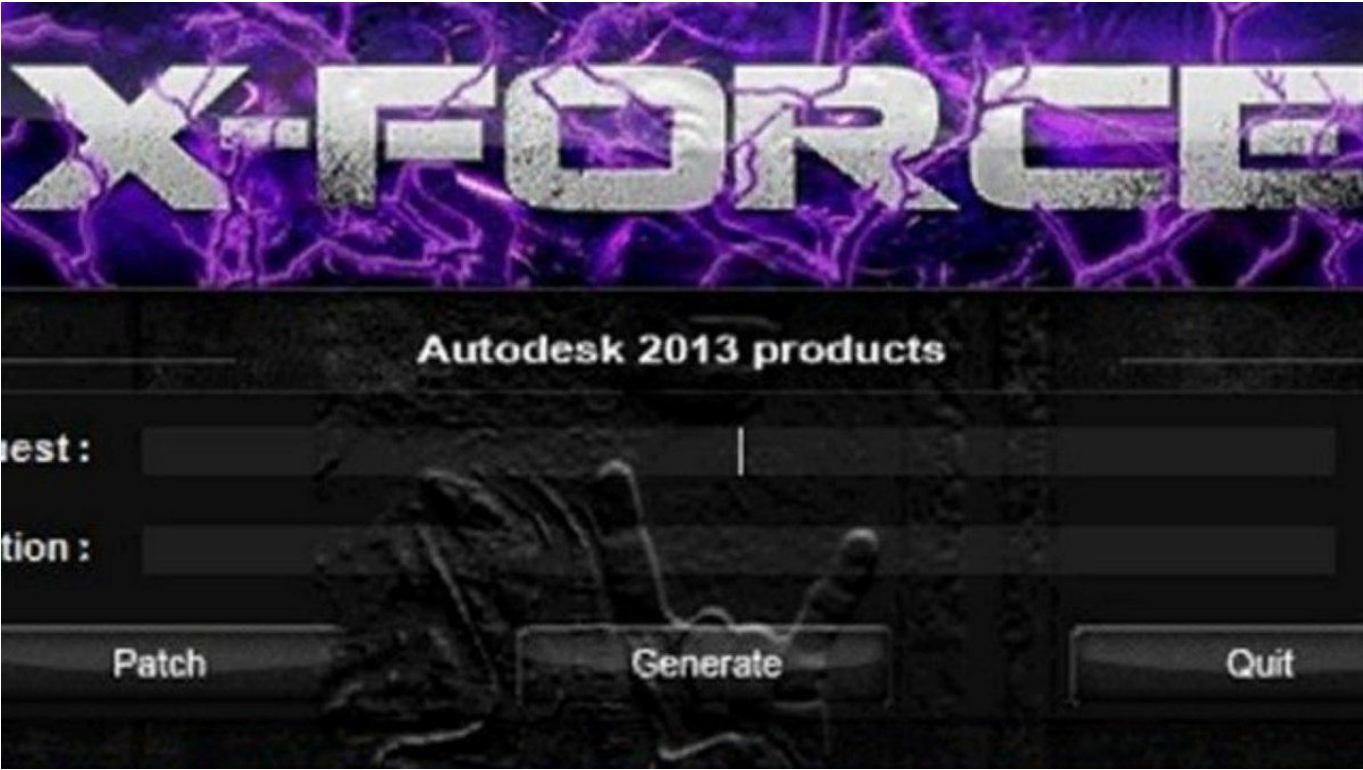 X-FORCE
Autodesk 2013 products
uest :
tion :
Patch Generate Quit